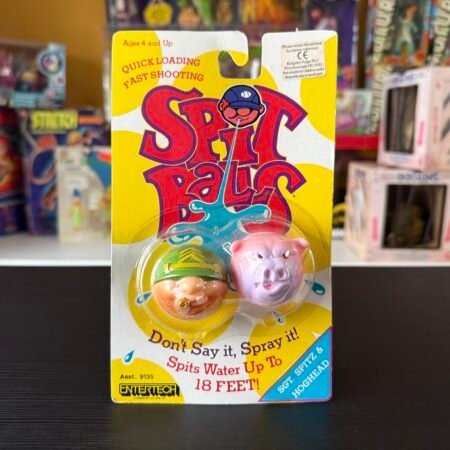 Ages 4 and Up
QUICK LOADING
FAST SHOOTING
SPIT
BALLS
Don't Say it, Spray it!
Spits Water Up To
18 FEET!
Asst. 9135
ENTERTECH
SGT. SPITZ &
HOGHEAD
STRETCH